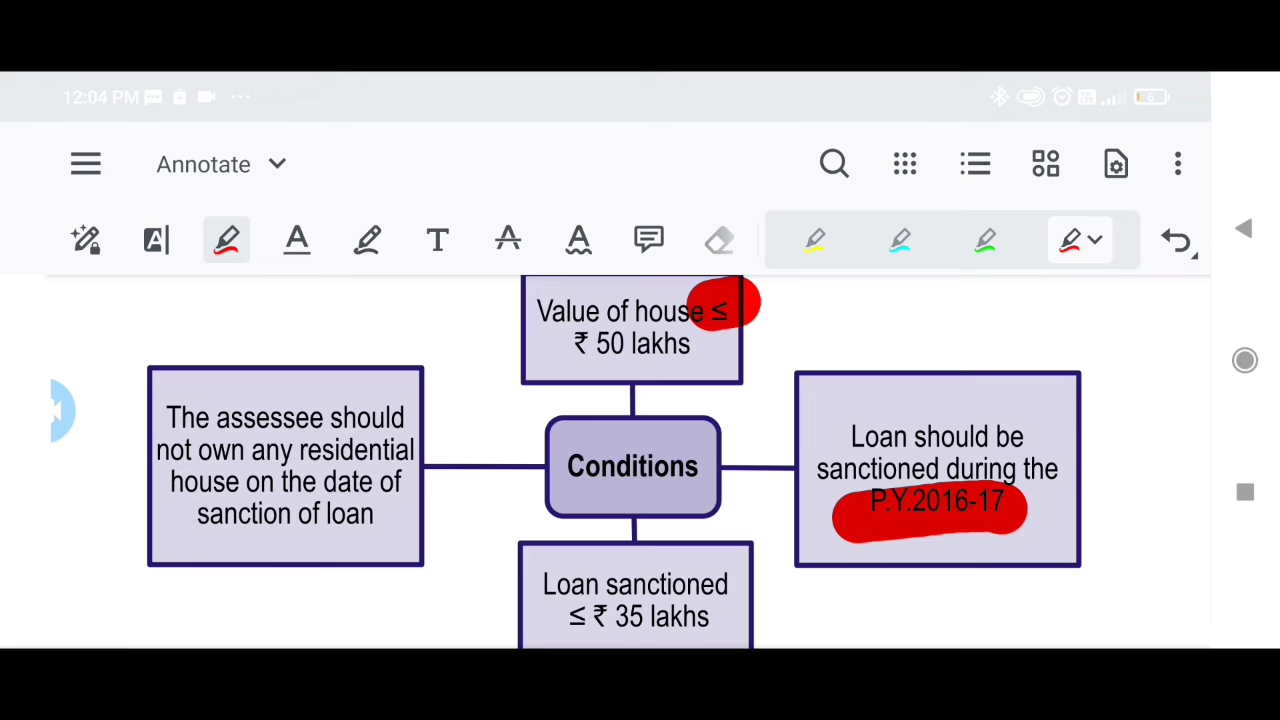 12:04 PM
6
Annotate
T
Value of house ≤
₹ 50 lakhs
The assessee should
not own any residential
house on the date of
sanction of loan
Conditions
Loan should be
sanctioned during the
P.Y.2016-17
Loan sanctioned
≤ ₹ 35 lakhs